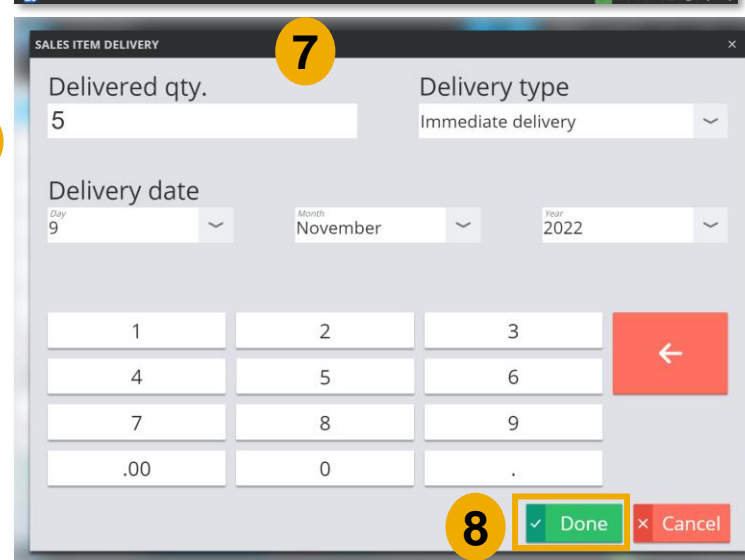 SALES ITEM DELIVERY
7
×
Delivered qty.
Delivery type
5
Immediate delivery
Delivery date
Day
Month
Year
9
November
2022
1 2 3
←
4 5 6
7 8 9
.00 0 .
8
✓ Done
× Cancel